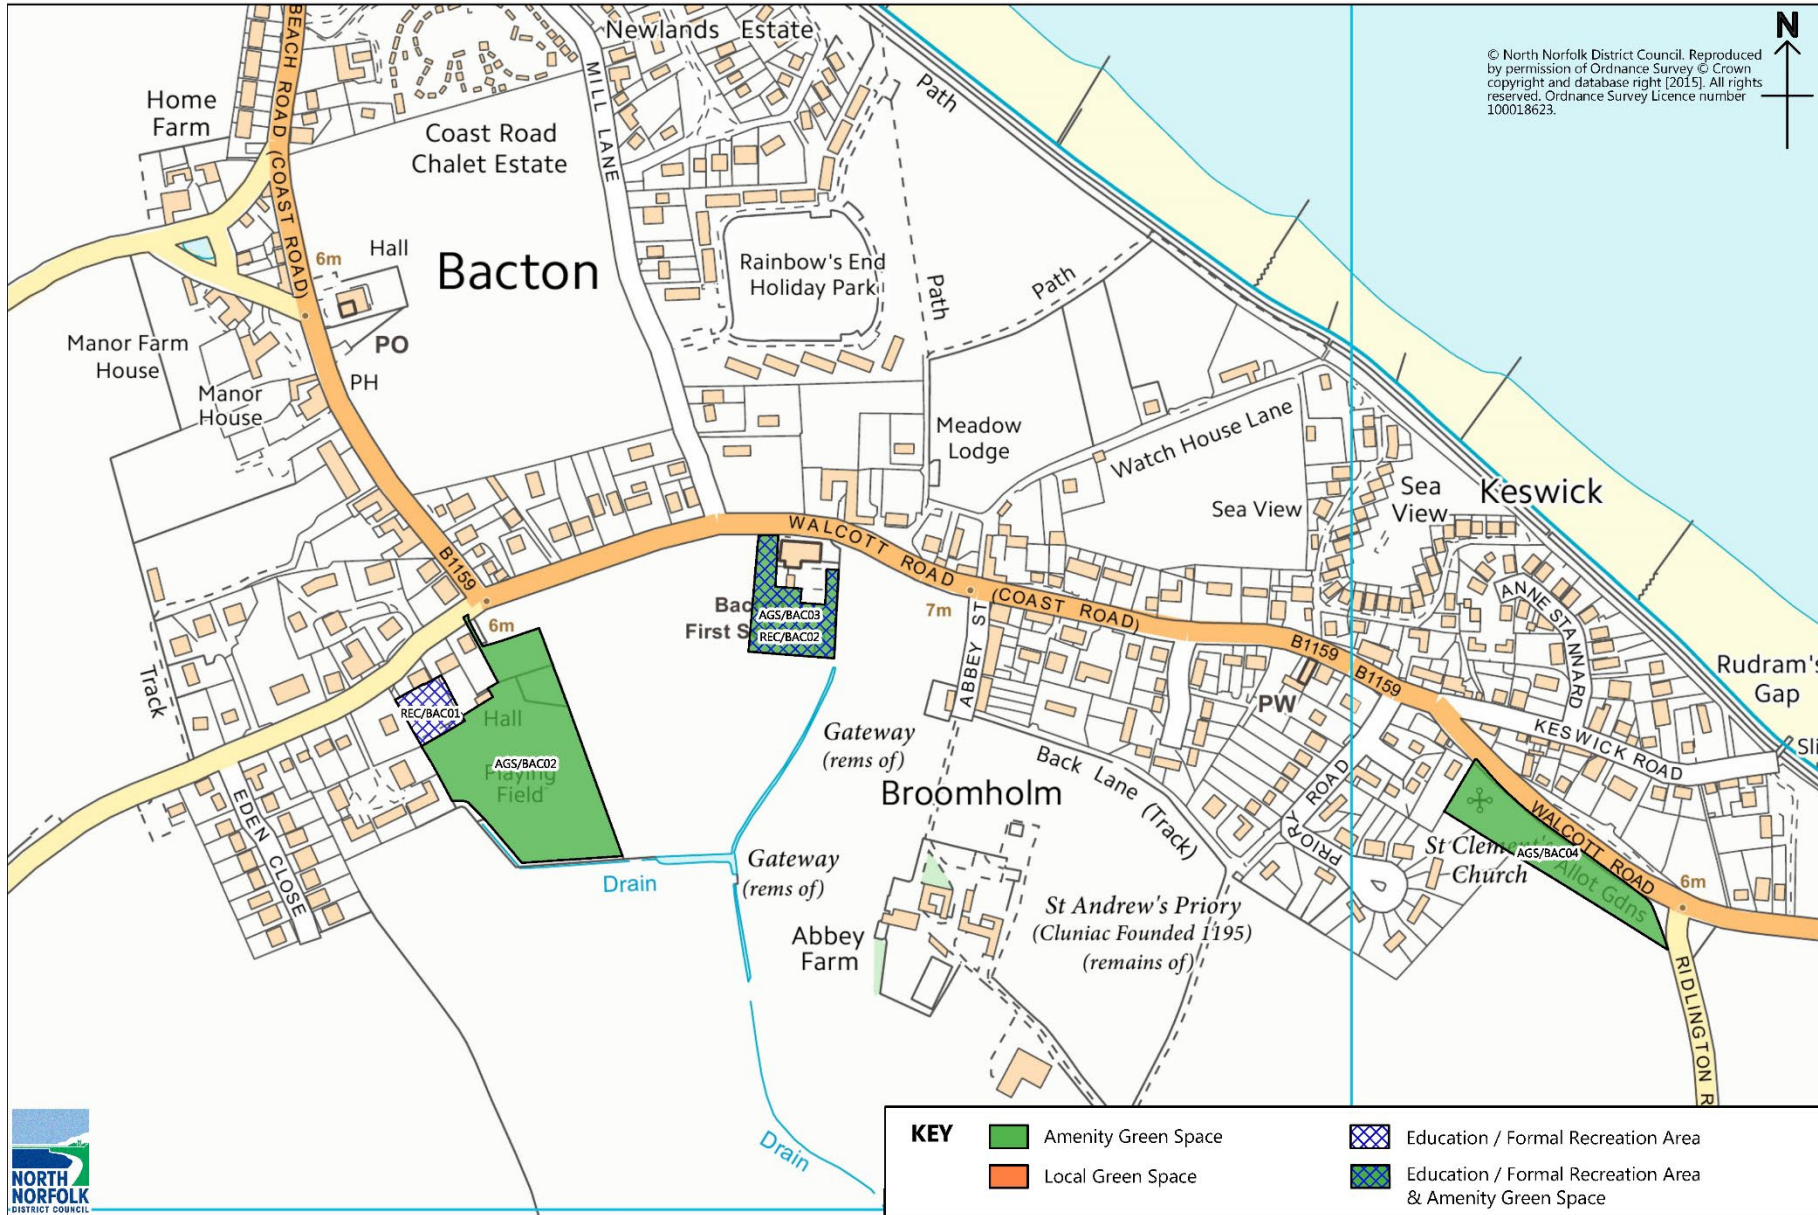 Newlands Estate
N
© North Norfolk District Council. Reproduced
by permission of Ordnance Survey © Crown
copyright and database right [2015]. All rights
reserved. Ordnance Survey Licence number
100018623.
BEACH ROAD (COAST ROAD)
Home
Farm
MILL LANE
Path
Coast Road
Chalet Estate
6m
Hall
Bacton
Rainbow's End
Holiday Park
Path
Path
Manor Farm
House
PO
PH
Manor
House
Meadow
Lodge
Watch House Lane
Sea View
Sea
View
Keswick
B1159
WALCOTT ROAD (COAST ROAD)
B1159
B1159
ANNE STANNARD
6m
Bac
First S
AGS/BAC03
REC/BAC02
7m
ABBEY ST
Rudram's
Gap
Track
REC/BAC01
Hall
PW
KESWICK ROAD
Sli
AGS/BAC02
Playing
Field
Gateway
(rems of)
Back Lane (Track)
PRIORY ROAD
EDEN CLOSE
Broomholm
WALCOTT ROAD
St Clement's
Church
AGS/BAC04
Allot Gdns
6m
Drain
Gateway
(rems of)
St Andrew's Priory
(Cluniac Founded 1195)
(remains of)
Abbey
Farm
RIDLINGTON R
Drain
NORTH
NORFOLK
DISTRICT COUNCIL
KEY
Amenity Green Space
Local Green Space
Education / Formal Recreation Area
Education / Formal Recreation Area
& Amenity Green Space